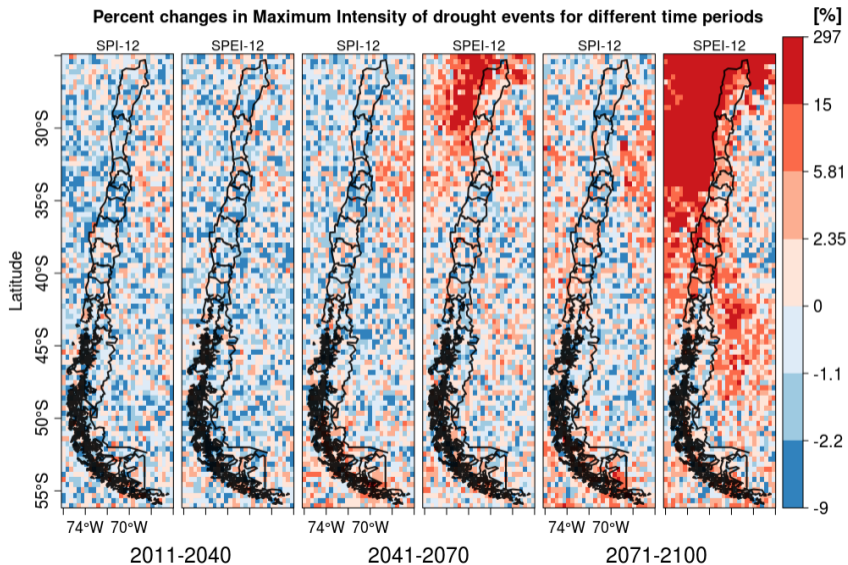 Percent changes in Maximum Intensity of drought events for different time periods
[%]
SPI-12 SPEI-12 SPI-12 SPEI-12 SPI-12 SPEI-12
297
15
5.81
2.35
0
-1.1
-2.2
-9
Latitude
30°S
35°S
40°S
45°S
50°S
55°S
74°W 70°W 74°W 70°W 74°W 70°W
2011-2040 2041-2070 2071-2100